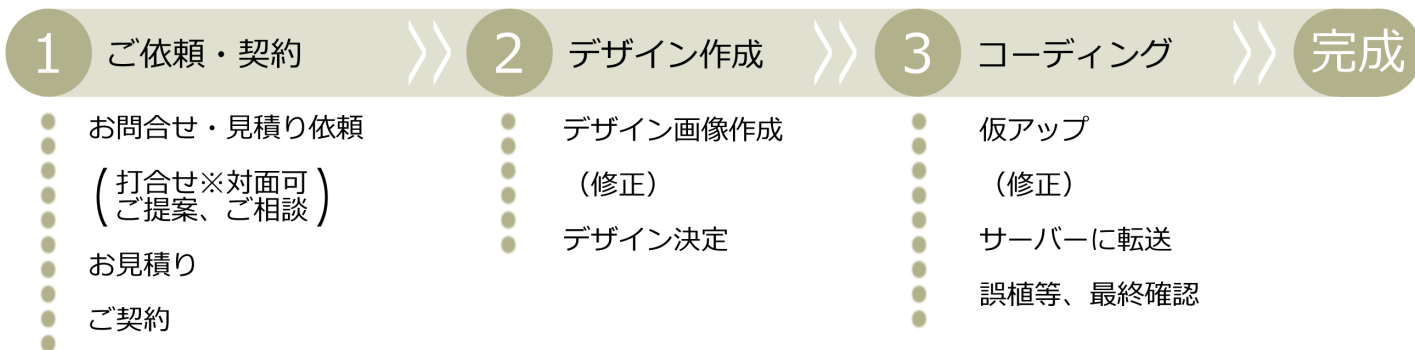 1 ご依頼・契約
お問合せ・見積り依頼
(打合せ※対面可
ご提案、ご相談)
お見積り
ご契約
2 デザイン作成
デザイン画像作成
（修正）
デザイン決定
3 コーディング
仮アップ
（修正）
サーバーに転送
誤植等、最終確認
完成